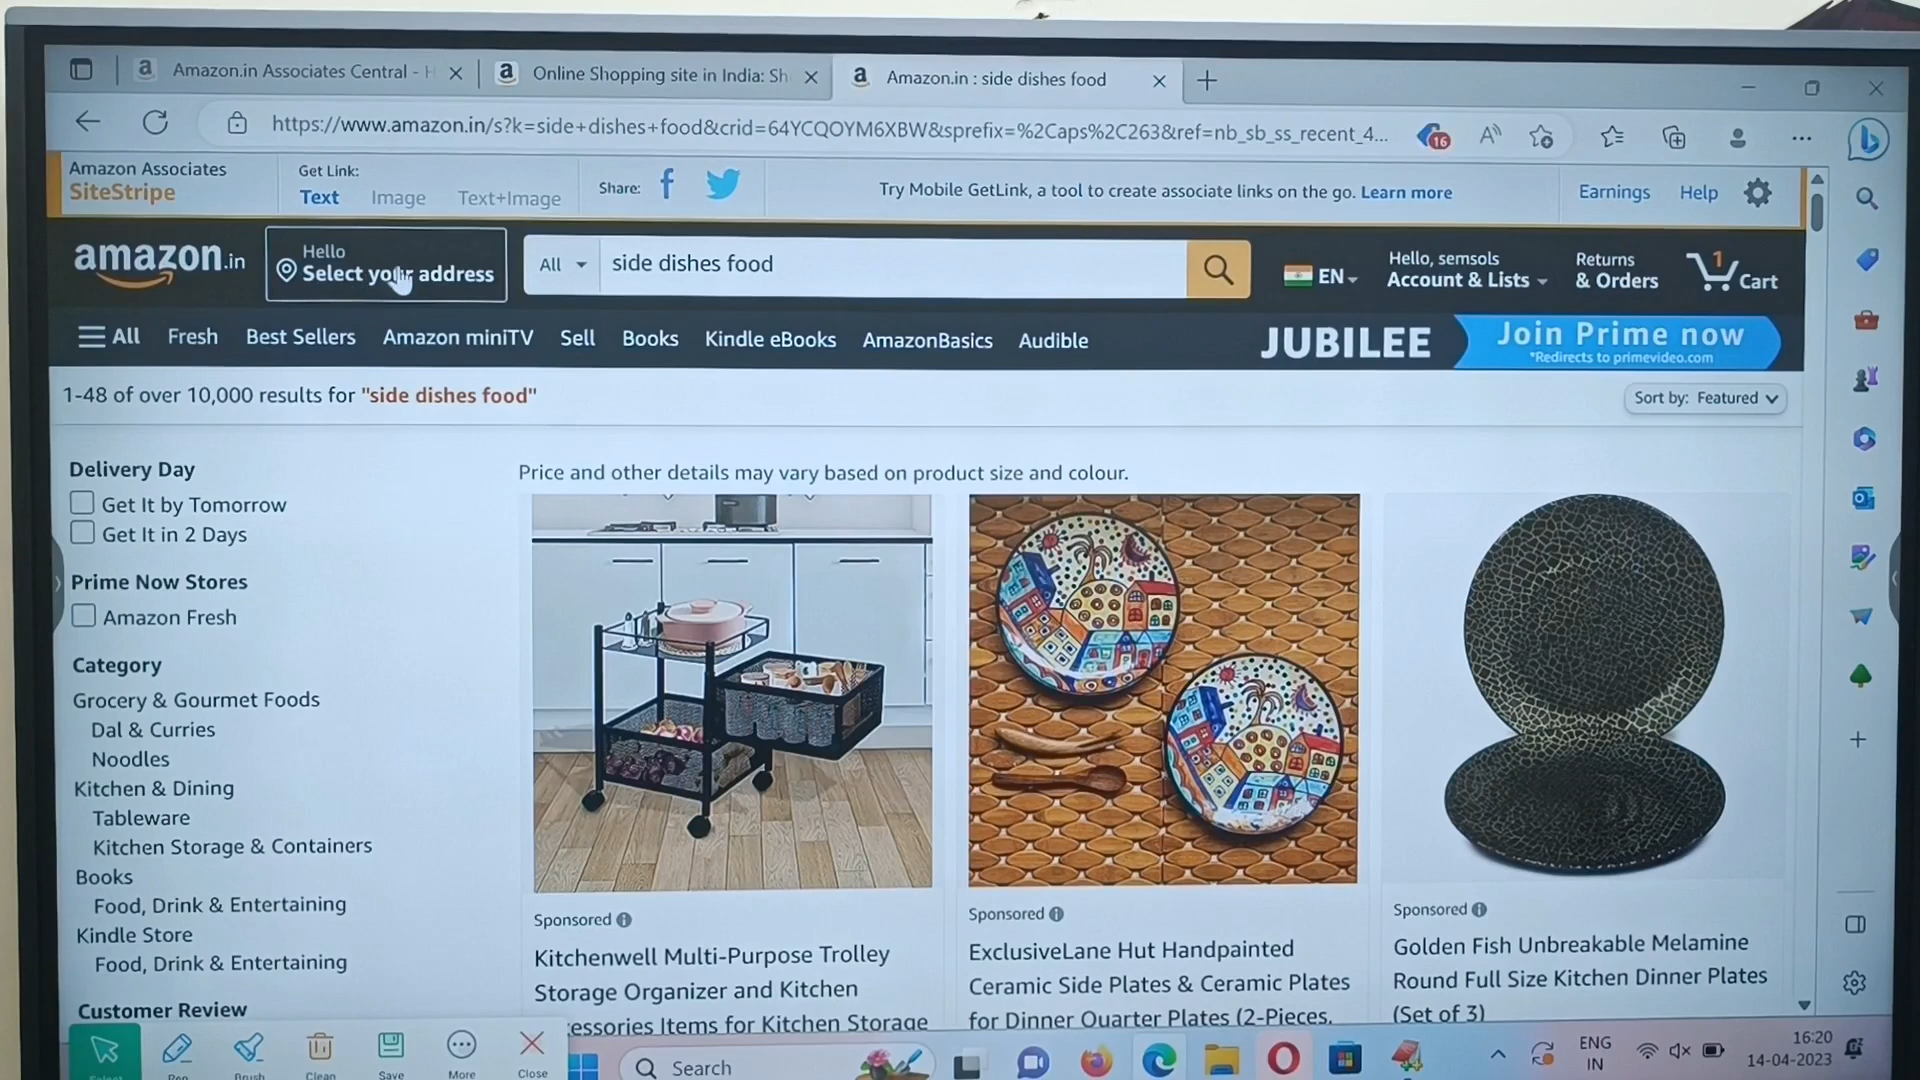 Amazon.in Associates Central - H
Online Shopping site in India: Sh
Amazon.in : side dishes food
https://www.amazon.in/s?k=side+dishes+food&crid=64YCQOYM6XBW&sprefix=%2Caps%2C263&ref=nb_sb_ss_recent_4...
16
Amazon Associates
SiteStripe
Get Link:
Text Image Text+Image
Share:
Try Mobile GetLink, a tool to create associate links on the go. Learn more
Earnings Help
amazon.in
Hello
Select your address
All
side dishes food
EN
Hello, semsols
Account & Lists
Returns
& Orders
1
Cart
All Fresh Best Sellers Amazon miniTV Sell Books Kindle eBooks AmazonBasics Audible
JUBILEE
Join Prime now
*Redirects to primevideo.com
1-48 of over 10,000 results for "side dishes food"
Sort by: Featured
Delivery Day
Get It by Tomorrow
Get It in 2 Days
Prime Now Stores
Amazon Fresh
Category
Grocery & Gourmet Foods
Dal & Curries
Noodles
Kitchen & Dining
Tableware
Kitchen Storage & Containers
Books
Food, Drink & Entertaining
Kindle Store
Food, Drink & Entertaining
Customer Review
Price and other details may vary based on product size and colour.
Sponsored
Kitchenwell Multi-Purpose Trolley
Storage Organizer and Kitchen
essories Items for Kitchen Storage
Sponsored
ExclusiveLane Hut Handpainted
Ceramic Side Plates & Ceramic Plates
for Dinner Quarter Plates (2-Pieces,
Sponsored
Golden Fish Unbreakable Melamine
Round Full Size Kitchen Dinner Plates
(Set of 3)
Select Pen Brush Clean Save More Close
Search
ENG
IN
16:20
14-04-2023